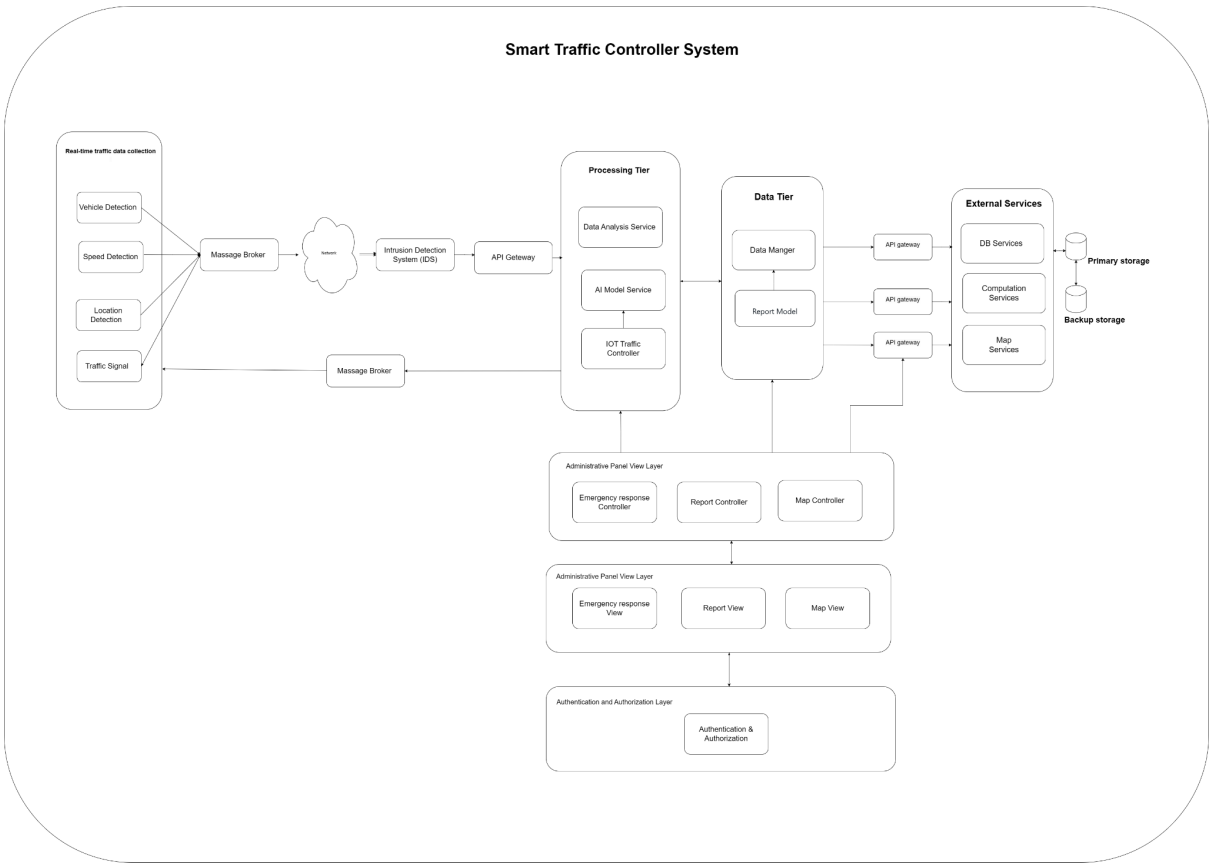 Smart Traffic Controller System
Real-time traffic data collection
Vehicle Detection
Speed Detection
Location
Detection
Traffic Signal
Massage Broker
Network
Intrusion Detection
System (IDS)
API Gateway
Massage Broker
Processing Tier
Data Analysis Service
AI Model Service
IOT Traffic
Controller
Data Tier
Data Manger
Report Model
API gateway
API gateway
API gateway
External Services
DB Services
Computation
Services
Map
Services
Primary storage
Backup storage
Administrative Panel View Layer
Emergency response
Controller
Report Controller
Map Controller
Administrative Panel View Layer
Emergency response
View
Report View
Map View
Authentication and Authorization Layer
Authentication &
Authorization